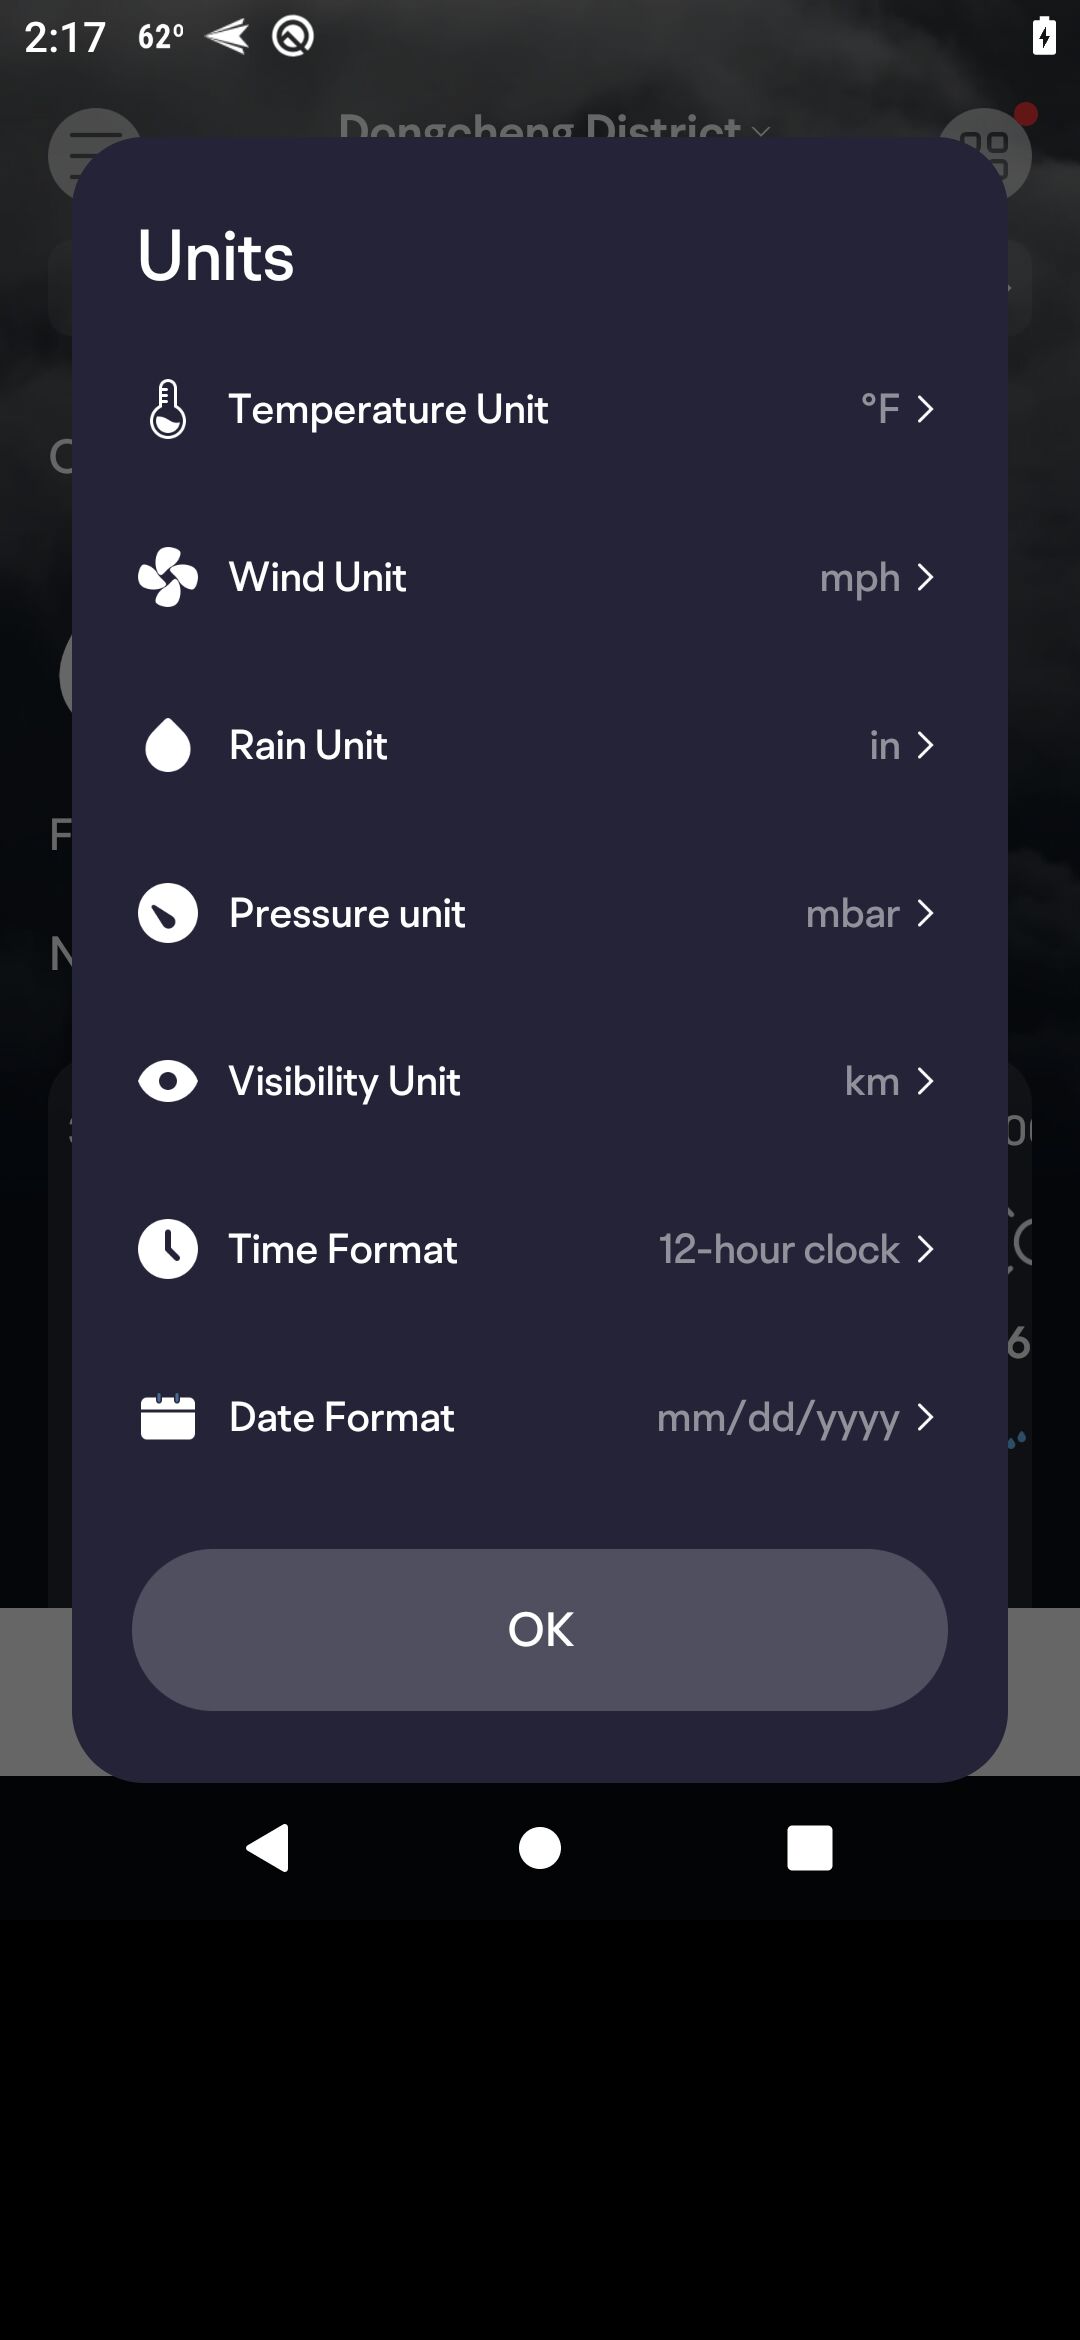 2:17 62°
Dongcheng District
Units
Temperature Unit °F
Wind Unit mph
Rain Unit in
Pressure unit mbar
Visibility Unit km
Time Format 12-hour clock
Date Format mm/dd/yyyy
OK